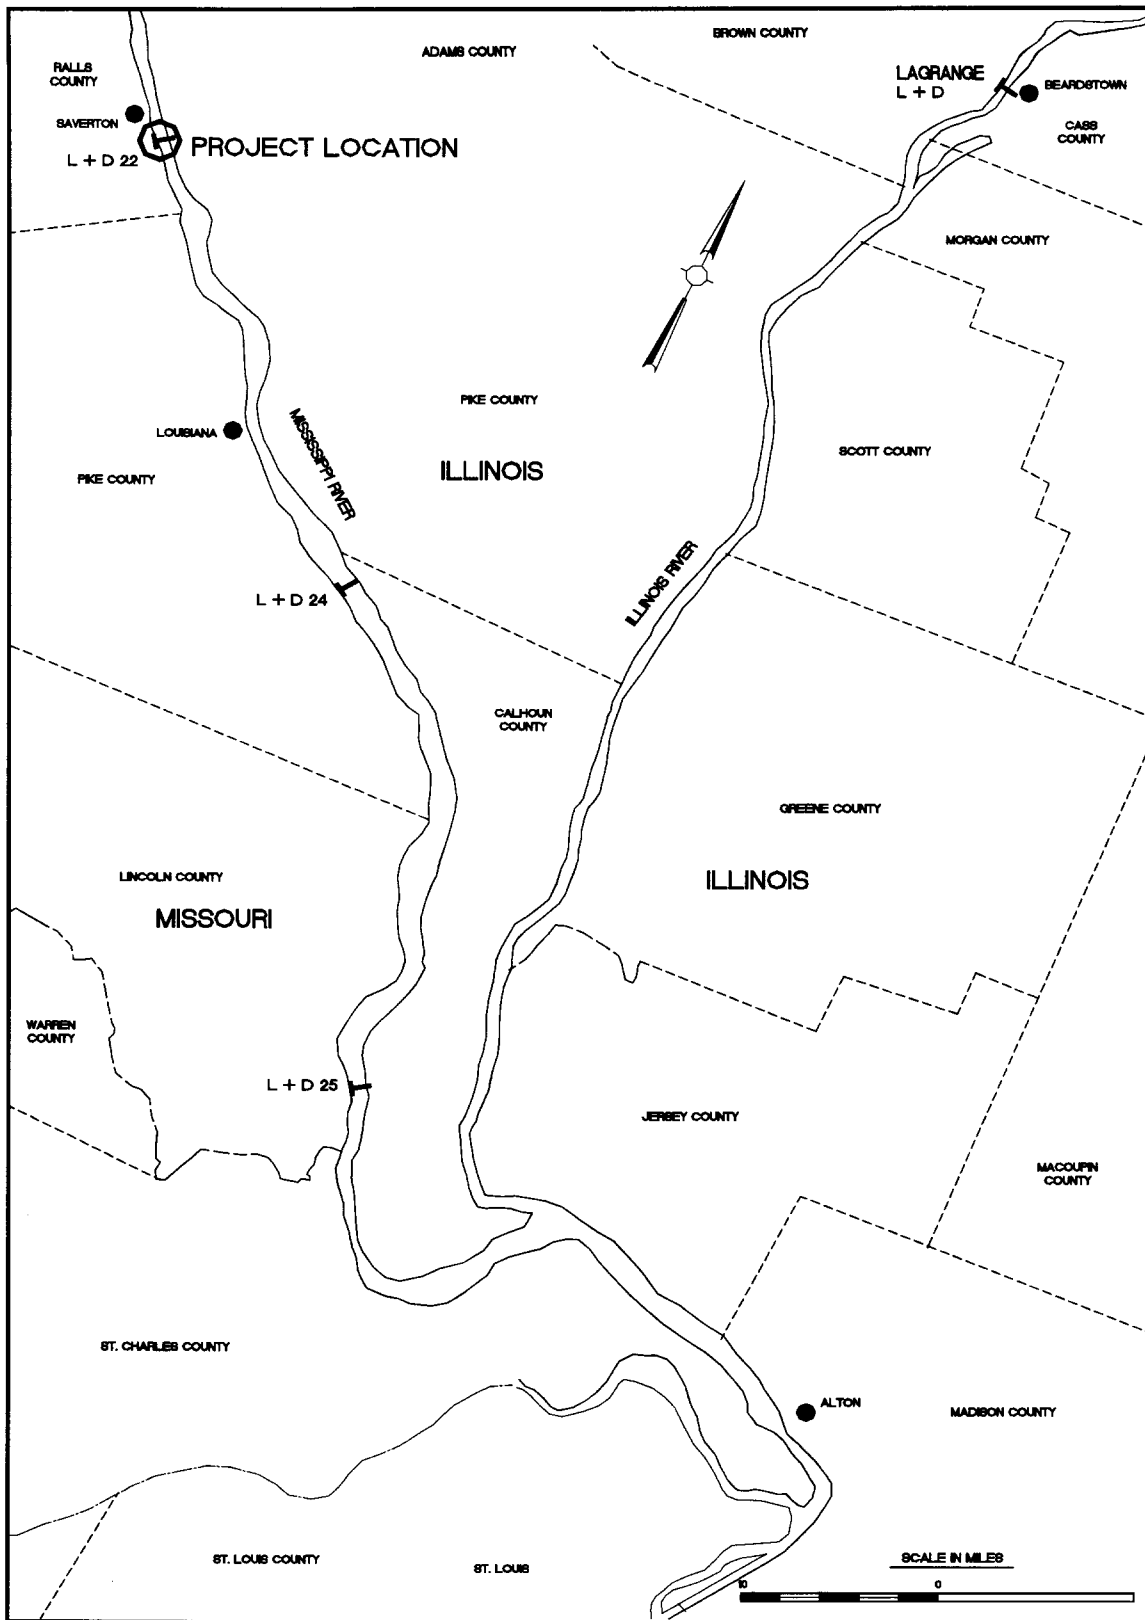 BROWN COUNTY
ADAMS COUNTY
RALLS
COUNTY
LAGRANGE
L + D
BEARDSTOWN
SAVERTON
CASS
COUNTY
PROJECT LOCATION
L + D 22
MORGAN COUNTY
PIKE COUNTY
MISSISSIPPI RIVER
LOUISIANA
SCOTT COUNTY
ILLINOIS
PIKE COUNTY
ILLINOIS RIVER
L + D 24
CALHOUN
COUNTY
GREENE COUNTY
LINCOLN COUNTY
ILLINOIS
MISSOURI
WARREN
COUNTY
L + D 25
JERSEY COUNTY
MACOUPIN
COUNTY
ST. CHARLES COUNTY
ALTON
MADISON COUNTY
ST. LOUIS COUNTY
ST. LOUIS
SCALE IN MILES
10 0